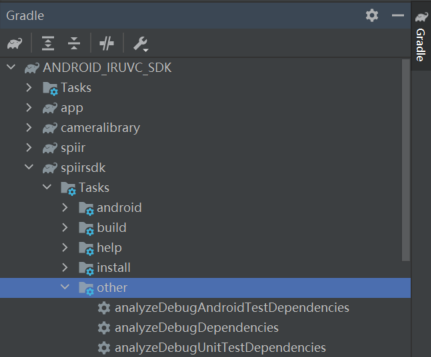 Gradle
Gradle
ANDROID_IRUVC_SDK
Tasks
app
cameralibrary
spiir
spiirsdk
Tasks
android
build
help
install
other
analyzeDebugAndroidTestDependencies
analyzeDebugDependencies
analyzeDebugUnitTestDependencies